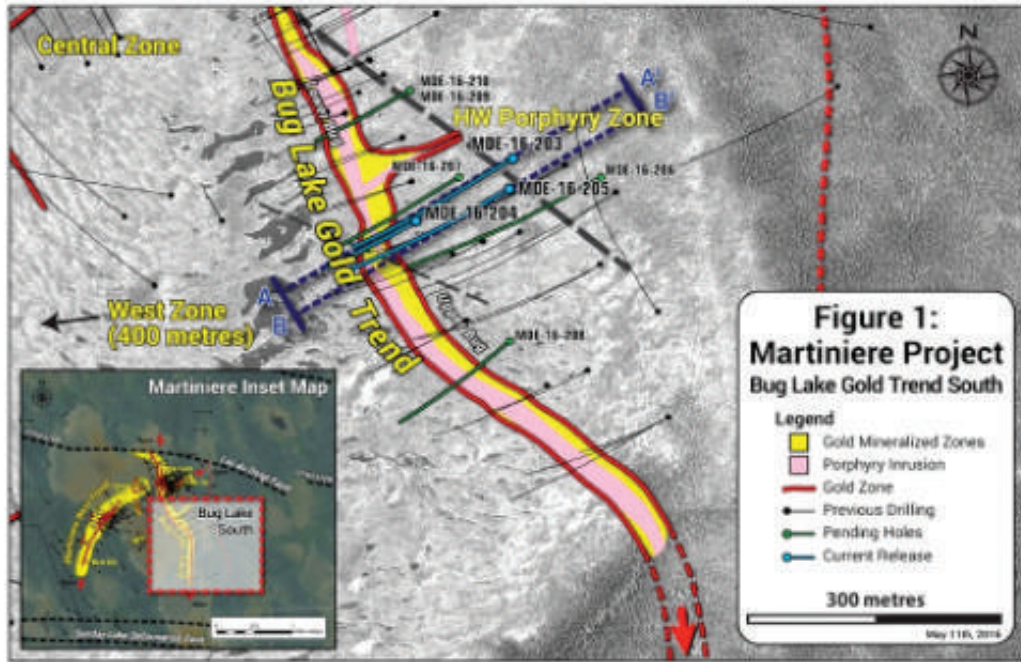 Central Zone
N
MDE-16-210
MDE-16-209
A'
B'
HW Porphyry Zone
Bug Lake Gold Trend
MDE-16-203
MDE-16-207
MDE-16-206
MDE-16-205
MDE-16-204
A
B
West Zone
(400 metres)
MDE-16-208
Figure 1:
Martiniere Project
Bug Lake Gold Trend South
Legend
Gold Mineralized Zones
Porphyry Inrusion
Gold Zone
Previous Drilling
Pending Holes
Current Release
300 metres
May 11th, 2016
Martiniere Inset Map
Bug Lake
South